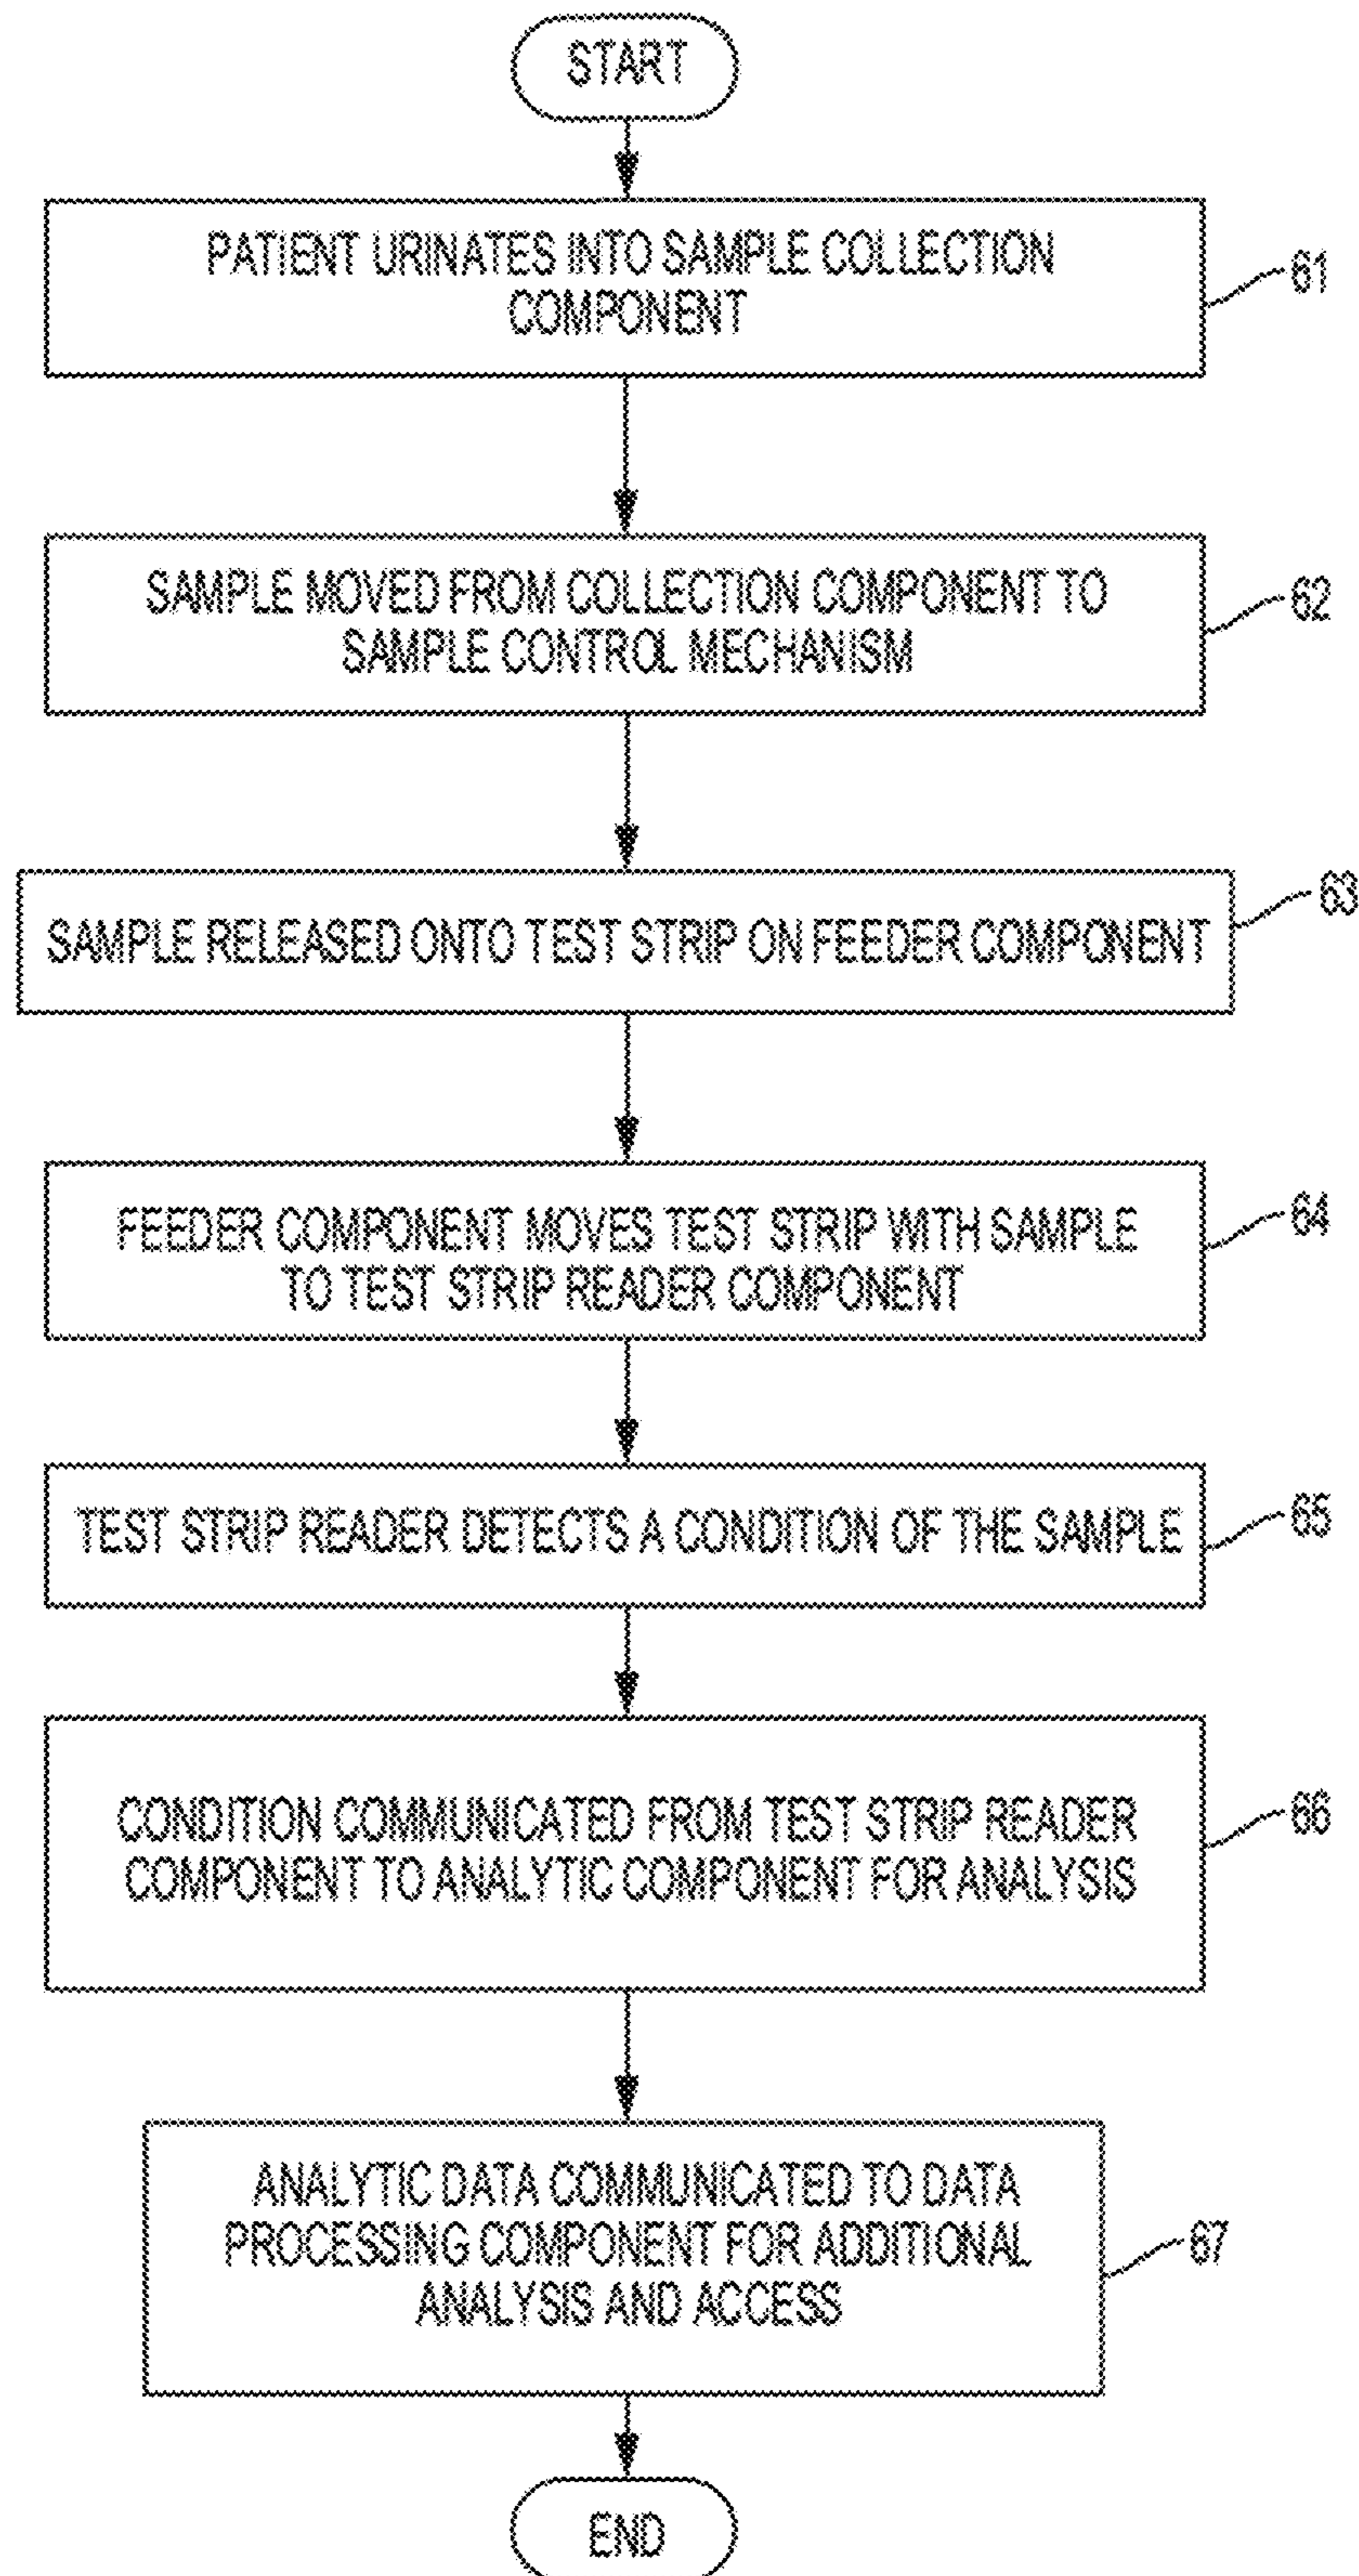 START
PATIENT URINATES INTO SAMPLE COLLECTION
COMPONENT
61
SAMPLE MOVED FROM COLLECTION COMPONENT TO
SAMPLE CONTROL MECHANISM
62
SAMPLE RELEASED ONTO TEST STRIP ON FEEDER COMPONENT
63
FEEDER COMPONENT MOVES TEST STRIP WITH SAMPLE
TO TEST STRIP READER COMPONENT
64
TEST STRIP READER DETECTS A CONDITION OF THE SAMPLE
65
CONDITION COMMUNICATED FROM TEST STRIP READER
COMPONENT TO ANALYTIC COMPONENT FOR ANALYSIS
66
ANALYTIC DATA COMMUNICATED TO DATA
PROCESSING COMPONENT FOR ADDITIONAL
ANALYSIS AND ACCESS
67
END